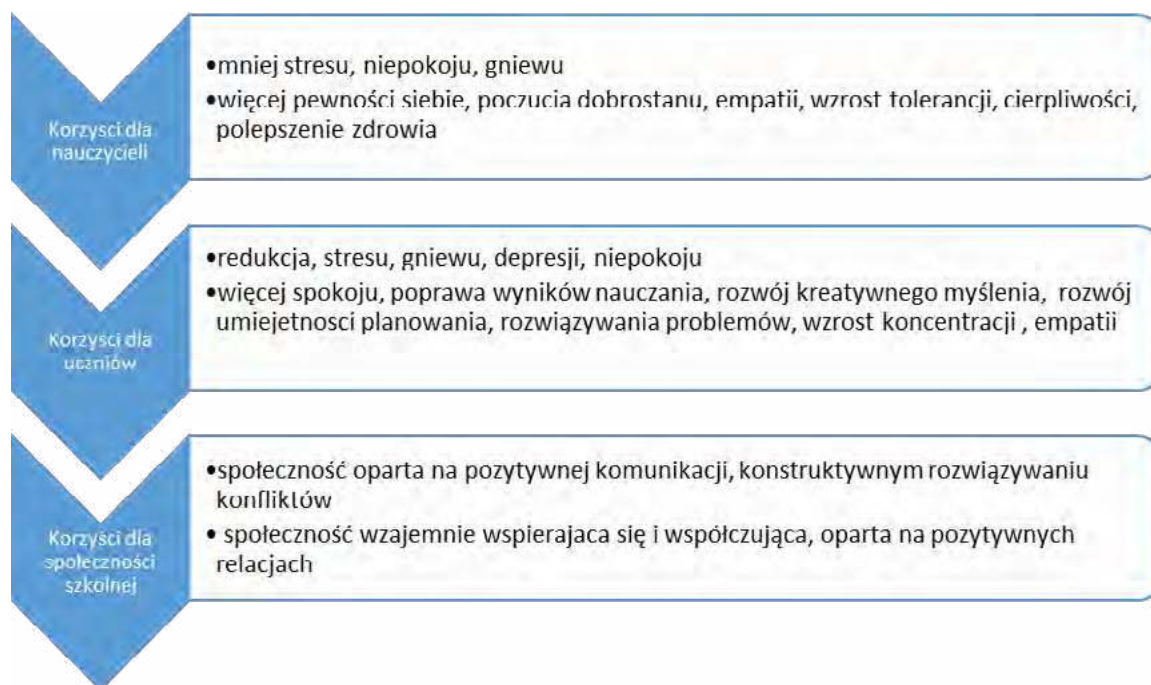 Korzysci dla
nauczycieli
•mniej stresu, niepokoju, gniewu
•więcej pewności siebie, poczucia dobrostanu, empatii, wzrost tolerancji, cierpliwości,
polepszenie zdrowia
Korzyści dla
uczniów
•redukcja, stresu, gniewu, depresji, niepokoju
•więcej spokoju, poprawa wyników nauczania, rozwój kreatywnego myślenia, rozwój
umiejetnosci planowania, rozwiązywania problemów, wzrost koncentracji , empatii
Korzyści dla
społeczności
szkolnej
•społeczność oparta na pozytywnej komunikacji, konstruktywnym rozwiązywaniu
konfliktów
• społeczność wzajemnie wspierajaca się i współczująca, oparta na pozytywnych
relacjach